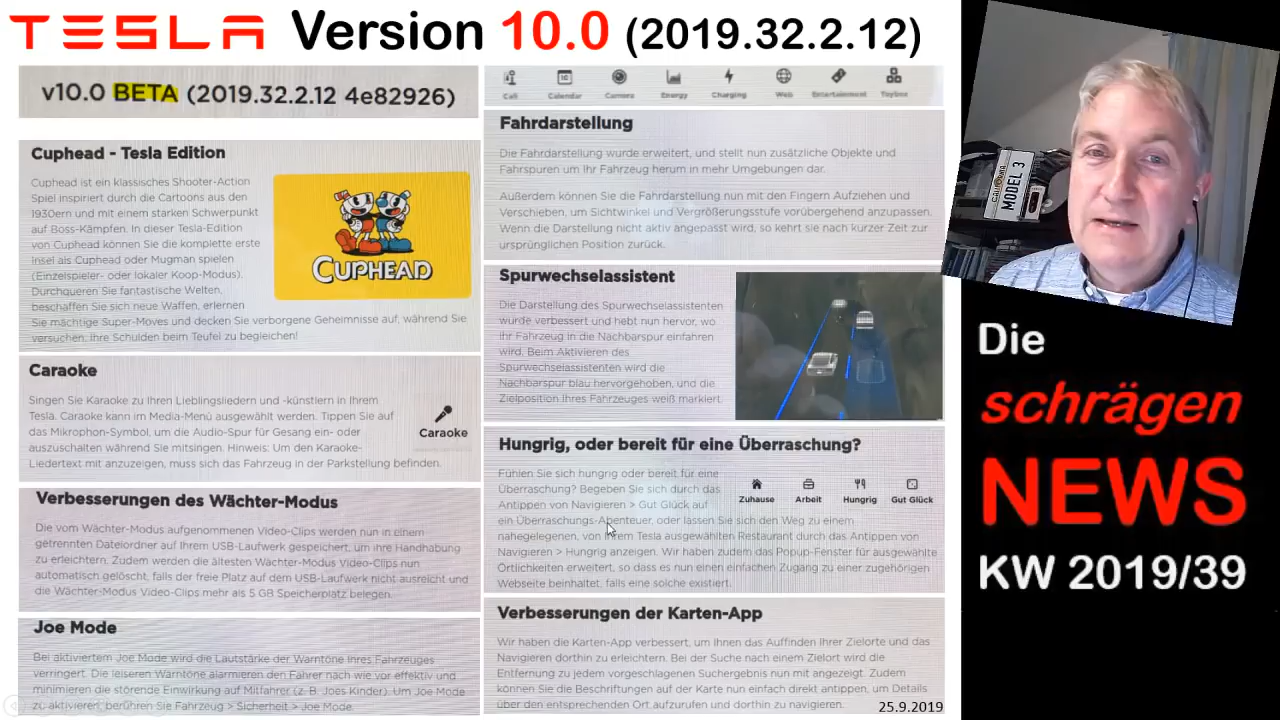 TESLA Version 10.0 (2019.32.2.12)
v10.0 BETA (2019.32.2.12 4e82926)
Cuphead - Tesla Edition
Cuphead ist ein klassisches Shooter-Action
Spiel inspiriert durch die Cartoons aus den
1930ern und mit einem starken Schwerpunkt
auf Boss-Kämpfen. In dieser Tesla-Edition
von Cuphead können Sie die komplette erste
Insel als Cuphead oder Mugman spielen
(Einzelspieler- oder lokaler Koop-Modus).
Durchqueren Sie fantastische Welten,
beschaffen Sie sich neue Waffen, erlernen
Sie mächtige Super-Moves und decken Sie verborgene Geheimnisse auf, während Sie
versuchen, ihre Schulden beim Teufel zu begleichen!
CUPHEAD
Caraoke
Singen Sie Karaoke zu Ihren Lieblingsliedern und -künstlern in Ihrem
Tesla. Caraoke kann im Media-Menü ausgewählt werden. Tippen Sie auf
das Mikrophon-Symbol, um die Audio-Spur für Gesang ein- oder
auszuschalten während Sie mitsingen. Hinweis: Um den Karaoke-
Liedertext mit anzuzeigen, muss sich das Fahrzeug in der Parkstellung befinden.
Caraoke
Verbesserungen des Wächter-Modus
Die vom Wächter-Modus aufgenommenen Video-Clips werden nun in einem
getrennten Dateiordner auf Ihrem USB-Laufwerk gespeichert, um ihre Handhabung
zu erleichtern. Zudem werden die ältesten Wächter-Modus Video-Clips nun
automatisch gelöscht, falls der freie Platz auf dem USB-Laufwerk nicht ausreicht und
die Wächter-Modus Video-Clips mehr als 5 GB Speicherplatz belegen.
Joe Mode
Bei aktiviertem Joe Mode wird die Lautstärke der Warntöne Ihres Fahrzeuges
verringert. Die leiseren Warntöne alarmieren den Fahrer nach wie vor effektiv und
minimieren die störende Einwirkung auf Mitfahrer (z. B. Joes Kinder). Um Joe Mode
zu aktivieren, berühren Sie Fahrzeug > Sicherheit > Joe Mode.
Call Calendar Camera Energy Charging Web Entertainment Toybox
Fahrdarstellung
Die Fahrdarstellung wurde erweitert, und stellt nun zusätzliche Objekte und
Fahrspuren um Ihr Fahrzeug herum in mehr Umgebungen dar.
Außerdem können Sie die Fahrdarstellung nun mit den Fingern Aufziehen und
Verschieben, um Sichtwinkel und Vergrößerungsstufe vorübergehend anzupassen.
Wenn die Darstellung nicht aktiv angepasst wird, so kehrt sie nach kurzer Zeit zur
ursprünglichen Position zurück.
Spurwechselassistent
Die Darstellung des Spurwechselassistenten
wurde verbessert und hebt nun hervor, wo
ihr Fahrzeug in die Nachbarspur einfahren
wird. Beim Aktivieren des
Spurwechselassistenten wird die
Nachbarspur blau hervorgehoben, und die
Zielposition Ihres Fahrzeuges weiß markiert.
Hungrig, oder bereit für eine Überraschung?
Fühlen Sie sich hungrig oder bereit für eine
Überraschung? Begeben Sie sich durch das
Antippen von Navigieren > Gut Glück auf
ein Überraschungs-Abenteuer, oder lassen Sie sich den Weg zu einem
nahegelegenen, von Ihrem Tesla ausgewählten Restaurant durch das Antippen von
Navigieren > Hungrig anzeigen. Wir haben zudem das Popup-Fenster für ausgewählte
Örtlichkeiten erweitert, so dass es nun einen einfachen Zugang zu einer zugehörigen
Webseite beinhaltet, falls eine solche existiert.
Zuhause Arbeit Hungrig Gut Glück
Verbesserungen der Karten-App
Wir haben die Karten-App verbessert, um Ihnen das Auffinden Ihrer Zielorte und das
Navigieren dorthin zu erleichtern. Bei der Suche nach einem Zielort wird die
Entfernung zu jedem vorgeschlagenen Suchergebnis nun mit angezeigt. Zudem
können Sie die Beschriftungen auf der Karte nun einfach direkt antippen, um Details
über den entsprechenden Ort aufzurufen und dorthin zu navigieren.
25.9.2019
MODEL 3
Die
schrägen
NEWS
KW 2019/39